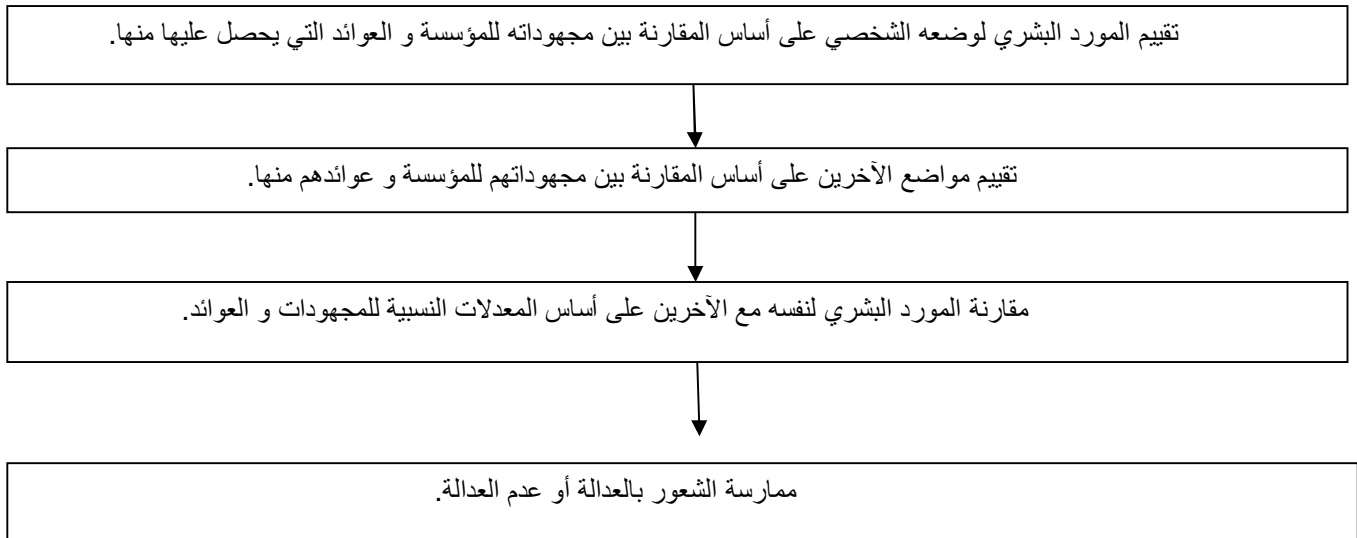 تقييم المورد البشري لوضعه الشخصي على أساس المقارنة بين مجهوداته للمؤسسة و العوائد التي يحصل عليها منها.
تقييم مواضع الآخرين على أساس المقارنة بين مجهوداتهم للمؤسسة و عوائدهم منها.
مقارنة المورد البشري لنفسه مع الآخرين على أساس المعدلات النسبية للمجهودات و العوائد.
ممارسة الشعور بالعدالة أو عدم العدالة.